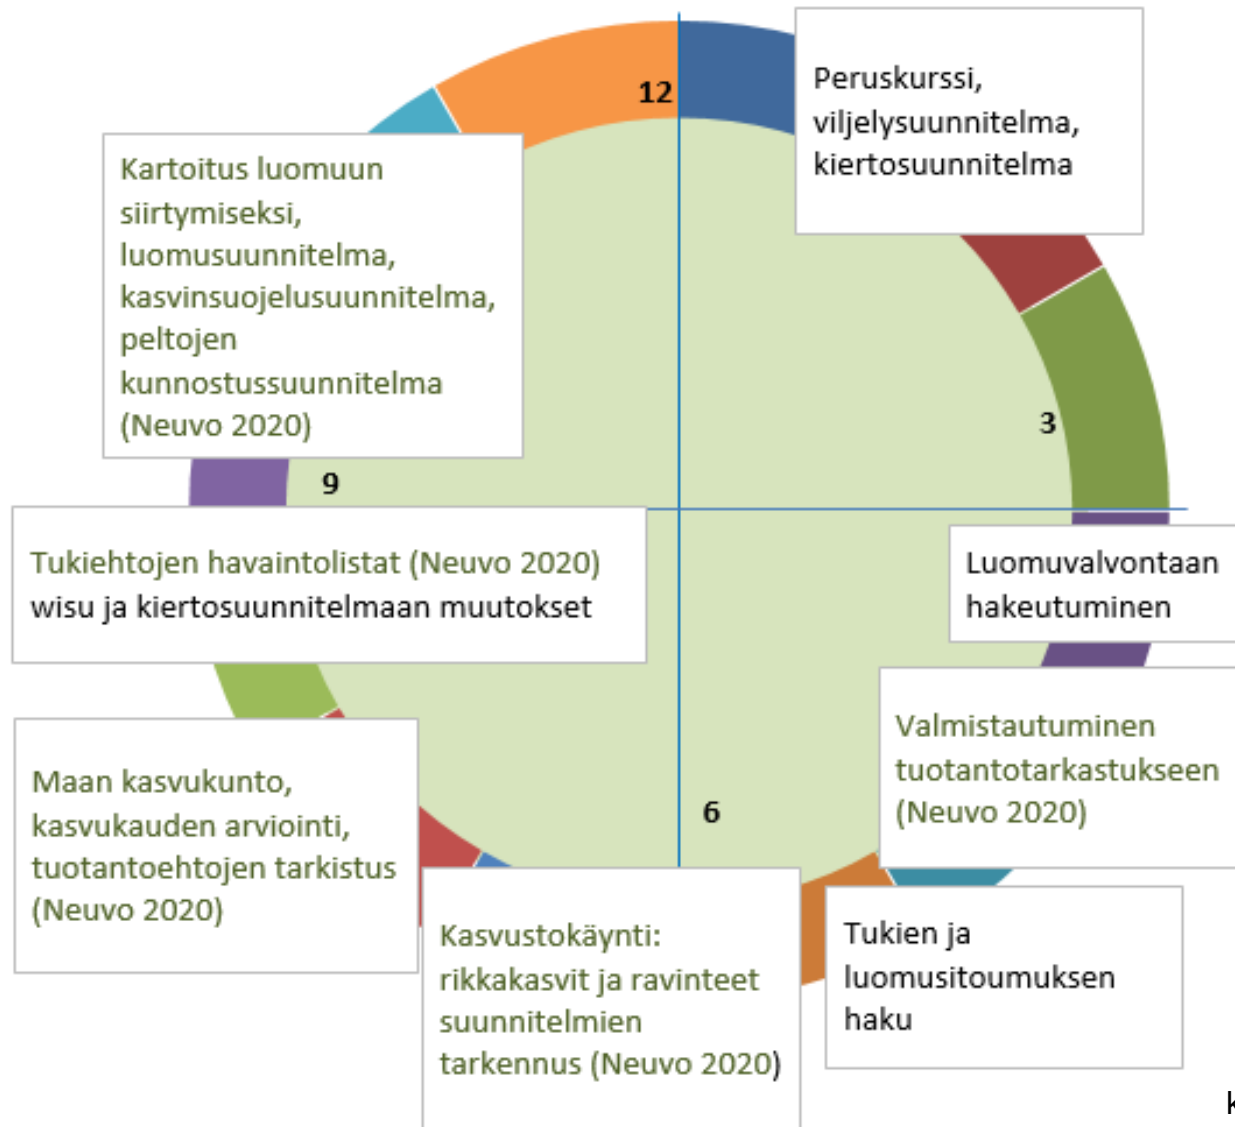 12
Peruskurssi,
viljelysuunnitelma,
kiertosuunnitelma
Kartoitus luomuun
siirtymiseksi,
luomusuunnitelma,
kasvinsuojelusuunnitelma,
peltojen
kunnostussuunnitelma
(Neuvo 2020)
3
9
Tukiehtojen havaintolistat (Neuvo 2020)
wisu ja kiertosuunnitelmaan muutokset
Luomuvalvontaan
hakeutuminen
Valmistautuminen
tuotantotarkastukseen
(Neuvo 2020)
Maan kasvukunto,
kasvukauden arviointi,
tuotantoehtojen tarkistus
(Neuvo 2020)
6
Kasvustokäynti:
rikkakasvit ja ravinteet
suunnitelmien
tarkennus (Neuvo 2020)
Tukien ja
luomusitoumuksen
haku